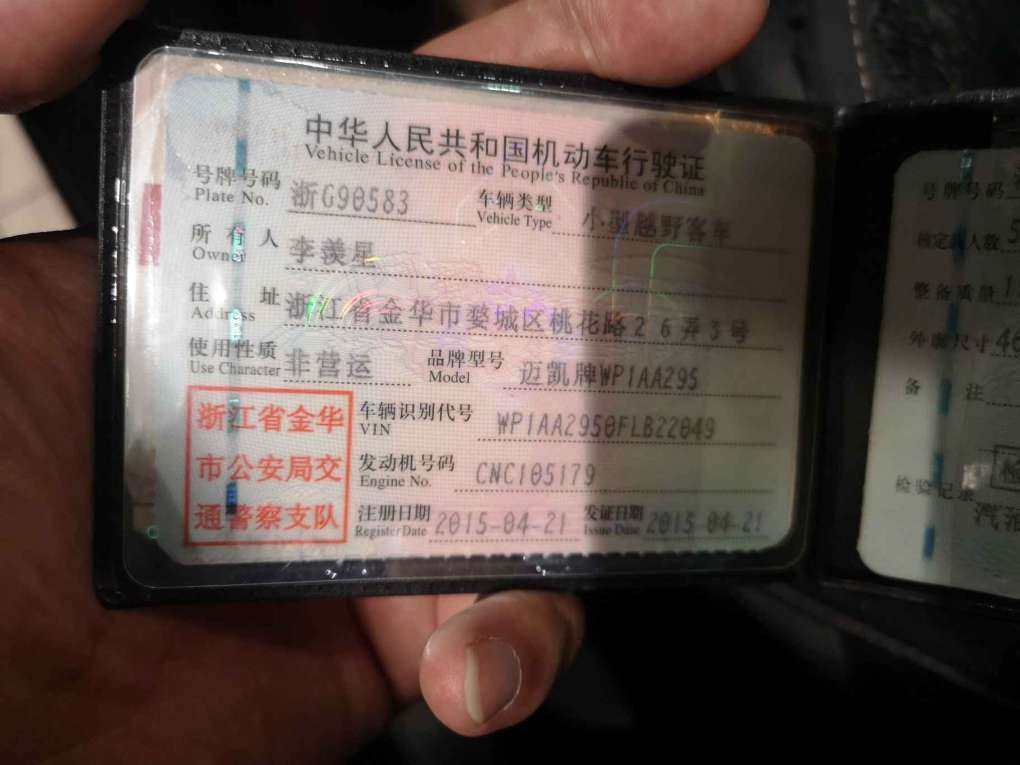 中华人民共和国机动车行驶证
Vehicle License of the People's Republic of China
号牌号码 浙G90583 车辆类型 小型越野客车
Plate No. Vehicle Type
所有人 李羡星
Owner
住址 浙江省金华市婺城区桃花路26弄3号
Address
使用性质 非营运 品牌型号 迈凯牌WP1AA295
Use Character Model
浙江省金华
市公安局交
通警察支队
车辆识别代号 WP1AA2950FLB22049
VIN
发动机号码 CNC105179
Engine No.
注册日期 2015-04-21 发证日期 2015-04-21
Register Date Issue Date
号牌号码
核定载人数 5
整备质量 1
外廓尺寸 46
备注
检
检验记录
汽油